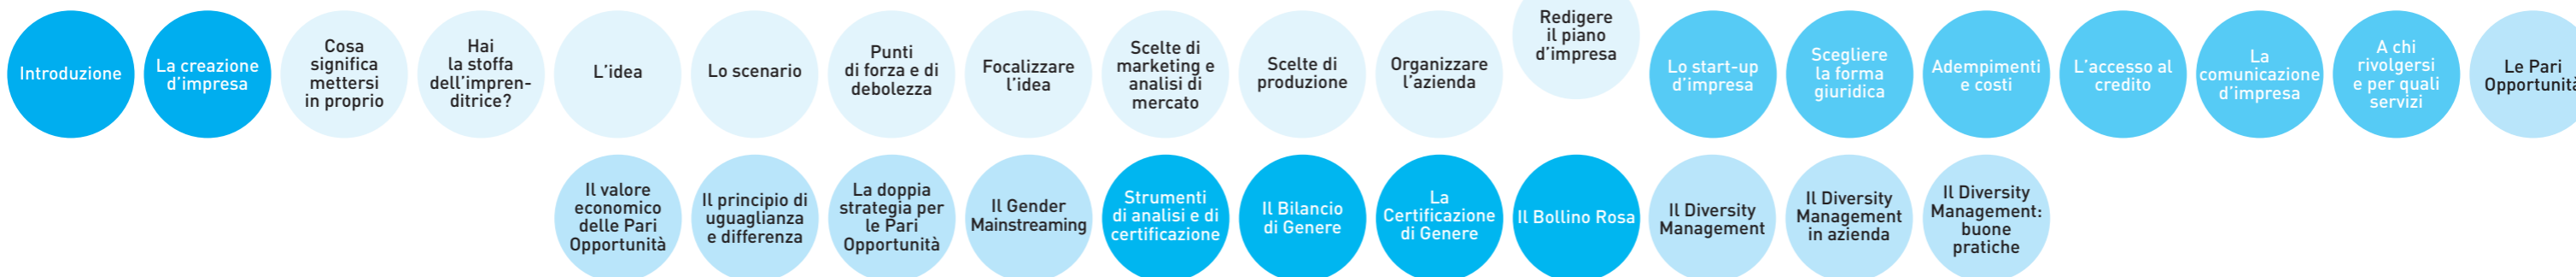 Introduzione
La creazione
d’impresa
Cosa
significa
mettersi
in proprio
Hai
la stoffa
dell’impren-
ditrice?
L’idea
Lo scenario
Punti
di forza e di
debolezza
Focalizzare
l’idea
Scelte di
marketing e
analisi di
mercato
Scelte di
produzione
Organizzare
l’azienda
Redigere
il piano
d’impresa
Lo start-up
d’impresa
Scegliere
la forma
giuridica
Adempimenti
e costi
L’accesso al
credito
La
comunicazione
d’impresa
A chi
rivolgersi
e per quali
servizi
Le Pari
Opportunità
Il valore
economico
delle Pari
Opportunità
Il principio di
uguaglianza
e differenza
La doppia
strategia per
le Pari
Opportunità
Il Gender
Mainstreaming
Strumenti
di analisi e di
certificazione
Il Bilancio
di Genere
La
Certificazione
di Genere
Il Bollino Rosa
Il Diversity
Management
Il Diversity
Management
in azienda
Il Diversity
Management:
buone
pratiche